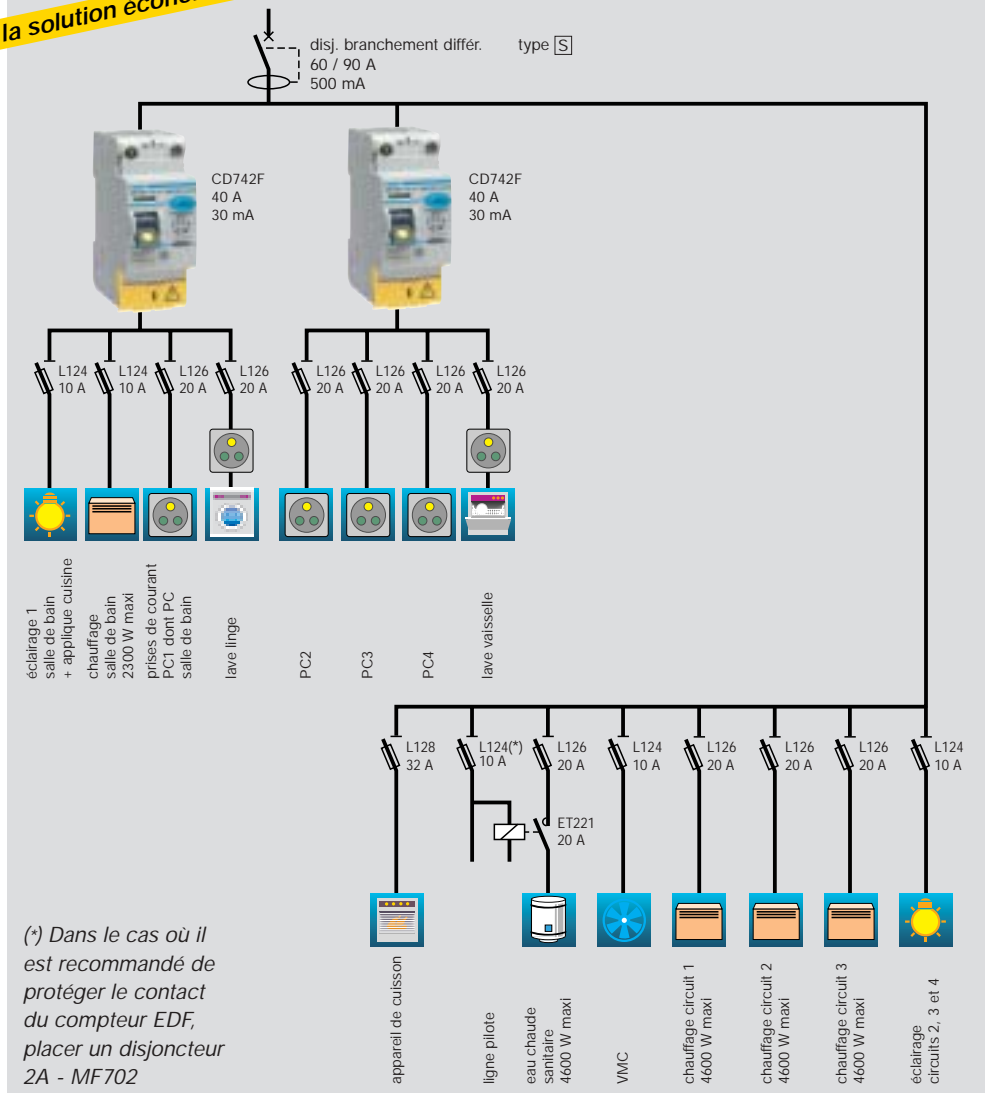 la solution écono
disj. branchement différ. type S
60 / 90 A
500 mA
CD742F
40 A
30 mA
CD742F
40 A
30 mA
L124
10 A
L124
10 A
L126
20 A
L126
20 A
L126
20 A
L126
20 A
L126
20 A
L126
20 A
éclairage 1
salle de bain
+ applique cuisine
chauffage
salle de bain
2300 W maxi
prises de courant
PC1 dont PC
salle de bain
lave linge
PC2
PC3
PC4
lave vaisselle
L128
32 A
L124(*)
10 A
L126
20 A
L124
10 A
L126
20 A
L126
20 A
L126
20 A
L124
10 A
ET221
20 A
appareil de cuisson
ligne pilote
eau chaude
sanitaire
4600 W maxi
VMC
chauffage circuit 1
4600 W maxi
chauffage circuit 2
4600 W maxi
chauffage circuit 3
4600 W maxi
éclairage
circuits 2, 3 et 4
(*) Dans le cas où il
est recommandé de
protéger le contact
du compteur EDF,
placer un disjoncteur
2A - MF702